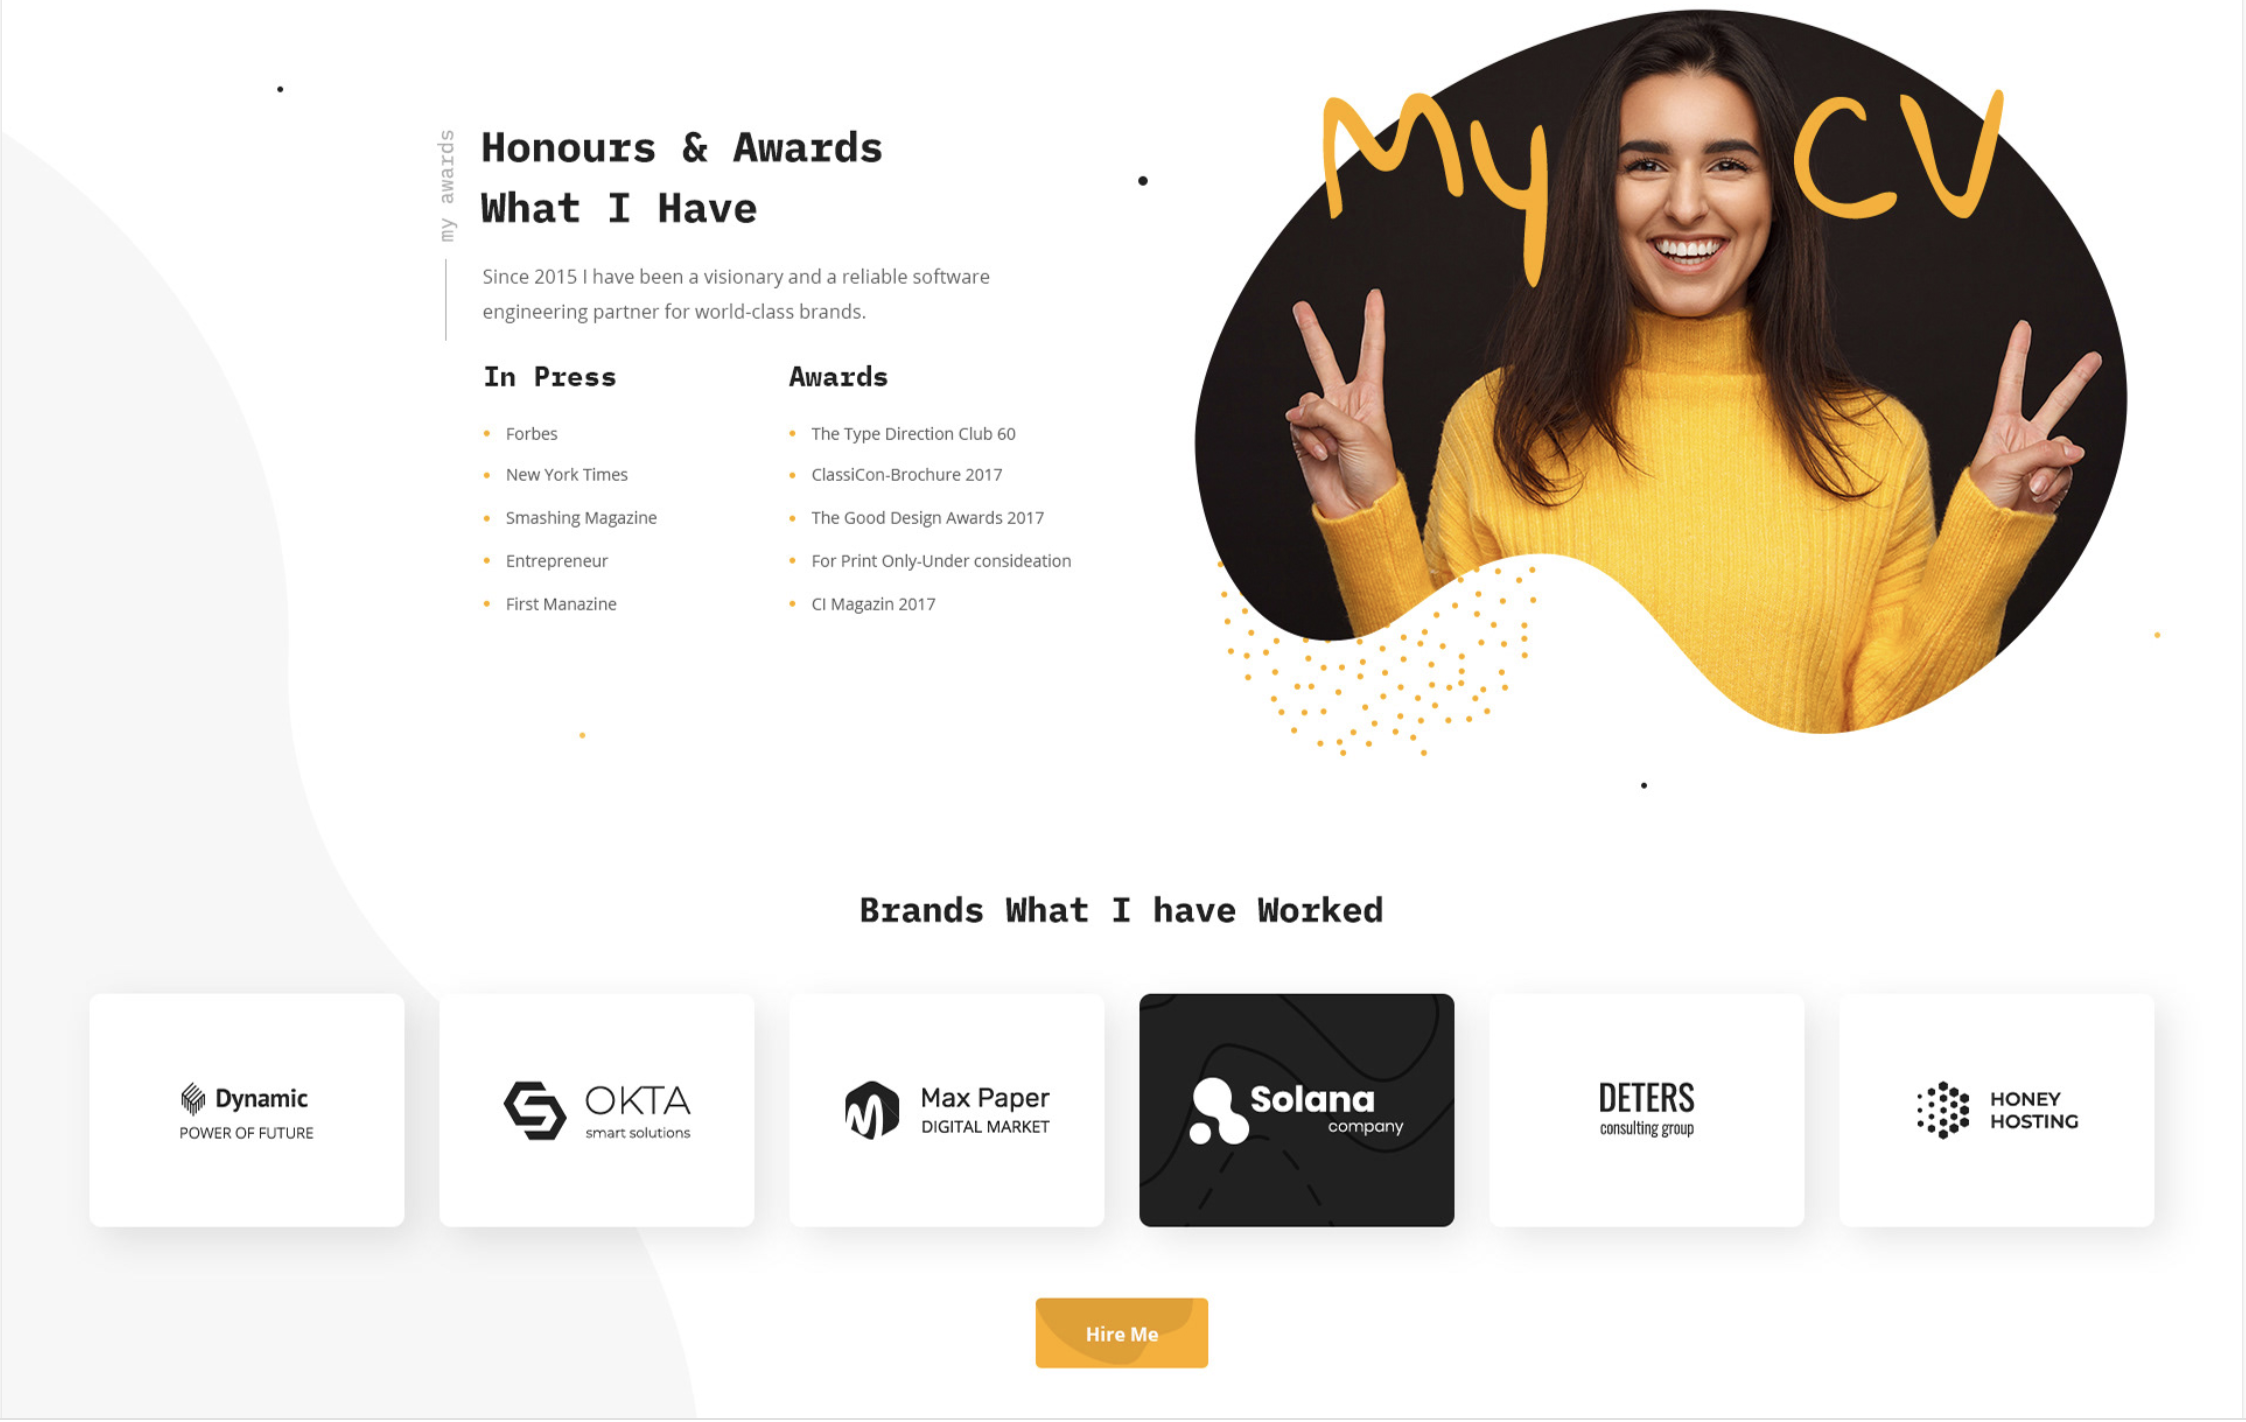 my awards
Honours & Awards
What I Have
Since 2015 I have been a visionary and a reliable software
engineering partner for world-class brands.
In Press
Forbes
New York Times
Smashing Magazine
Entrepreneur
First Manazine
Awards
The Type Direction Club 60
ClassiCon-Brochure 2017
The Good Design Awards 2017
For Print Only-Under consideation
CI Magazin 2017
My CV
Brands What I have Worked
Dynamic
POWER OF FUTURE
OKTA
smart solutions
Max Paper
DIGITAL MARKET
Solana
company
DETERS
consulting group
HONEY
HOSTING
Hire Me